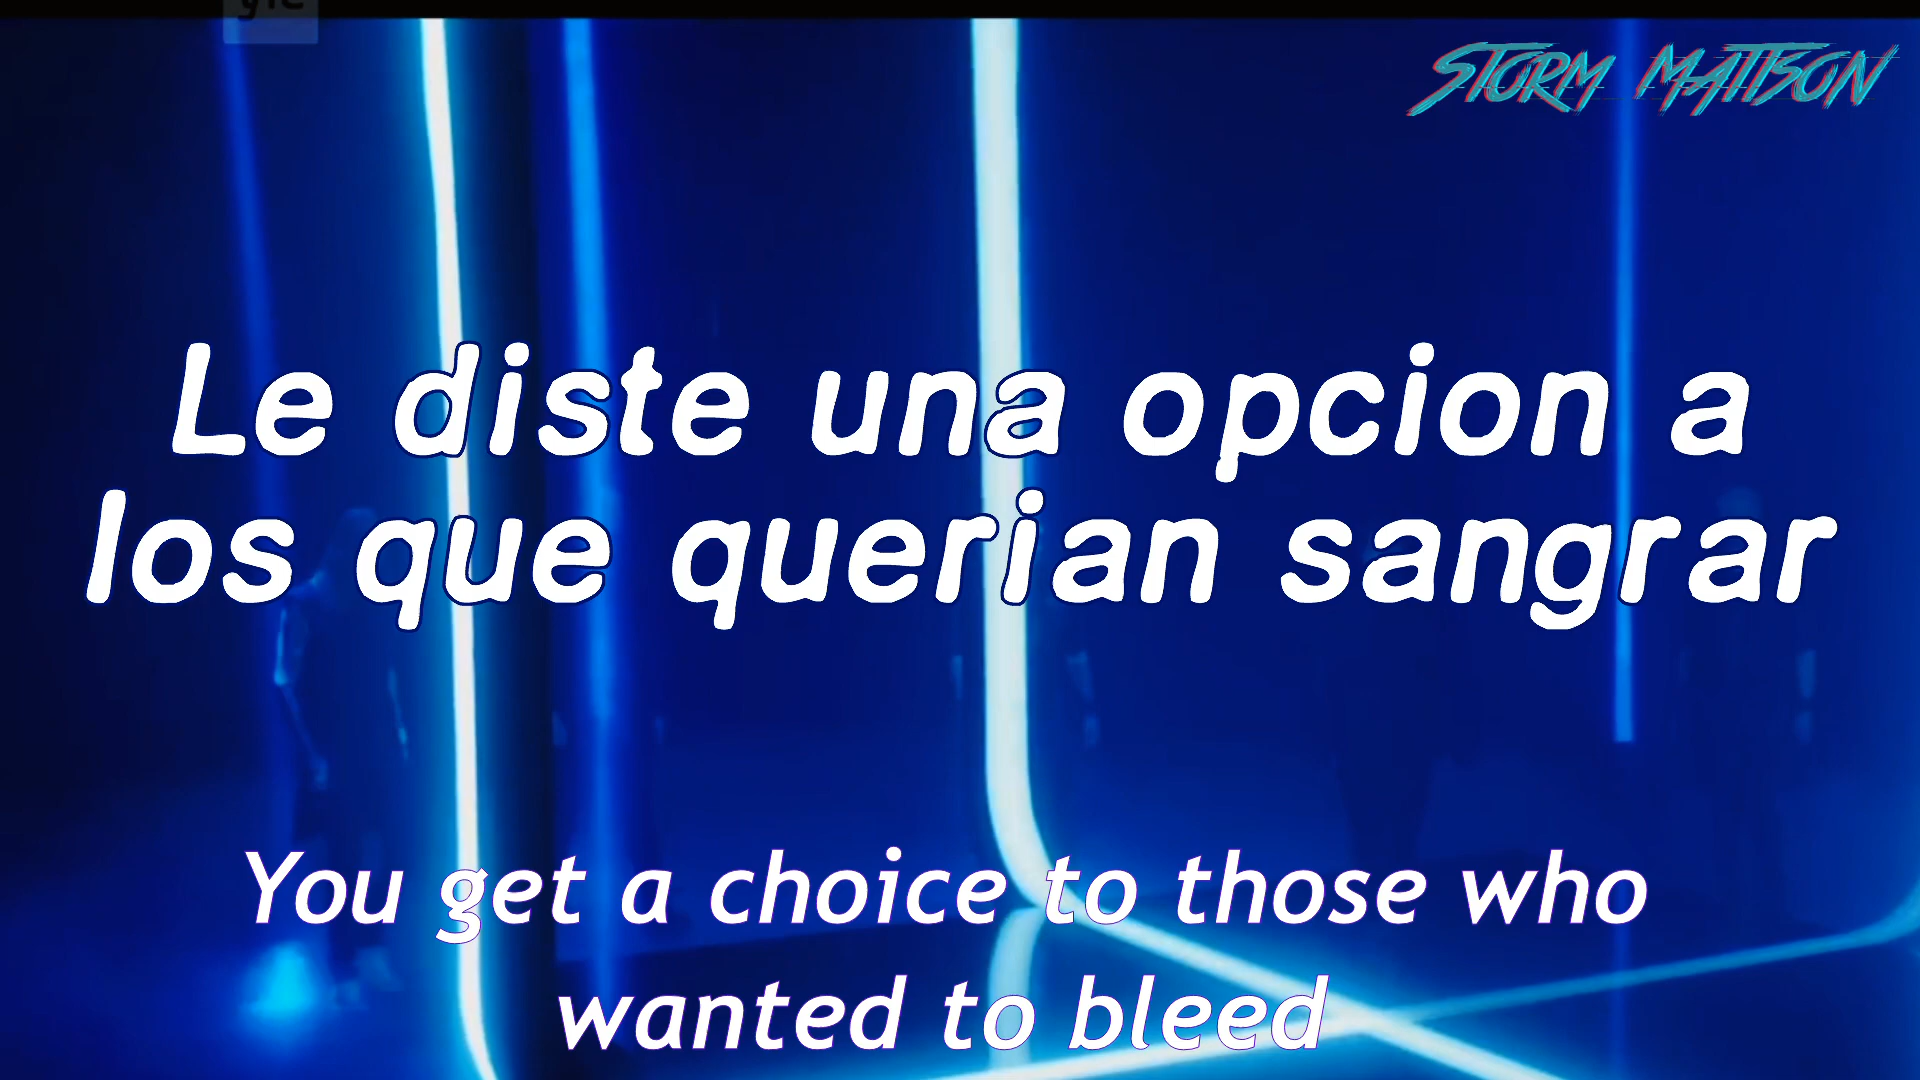 STORM MATTSON
Le diste una opcion a
los que querian sangrar
You get a choice to those who
wanted to bleed